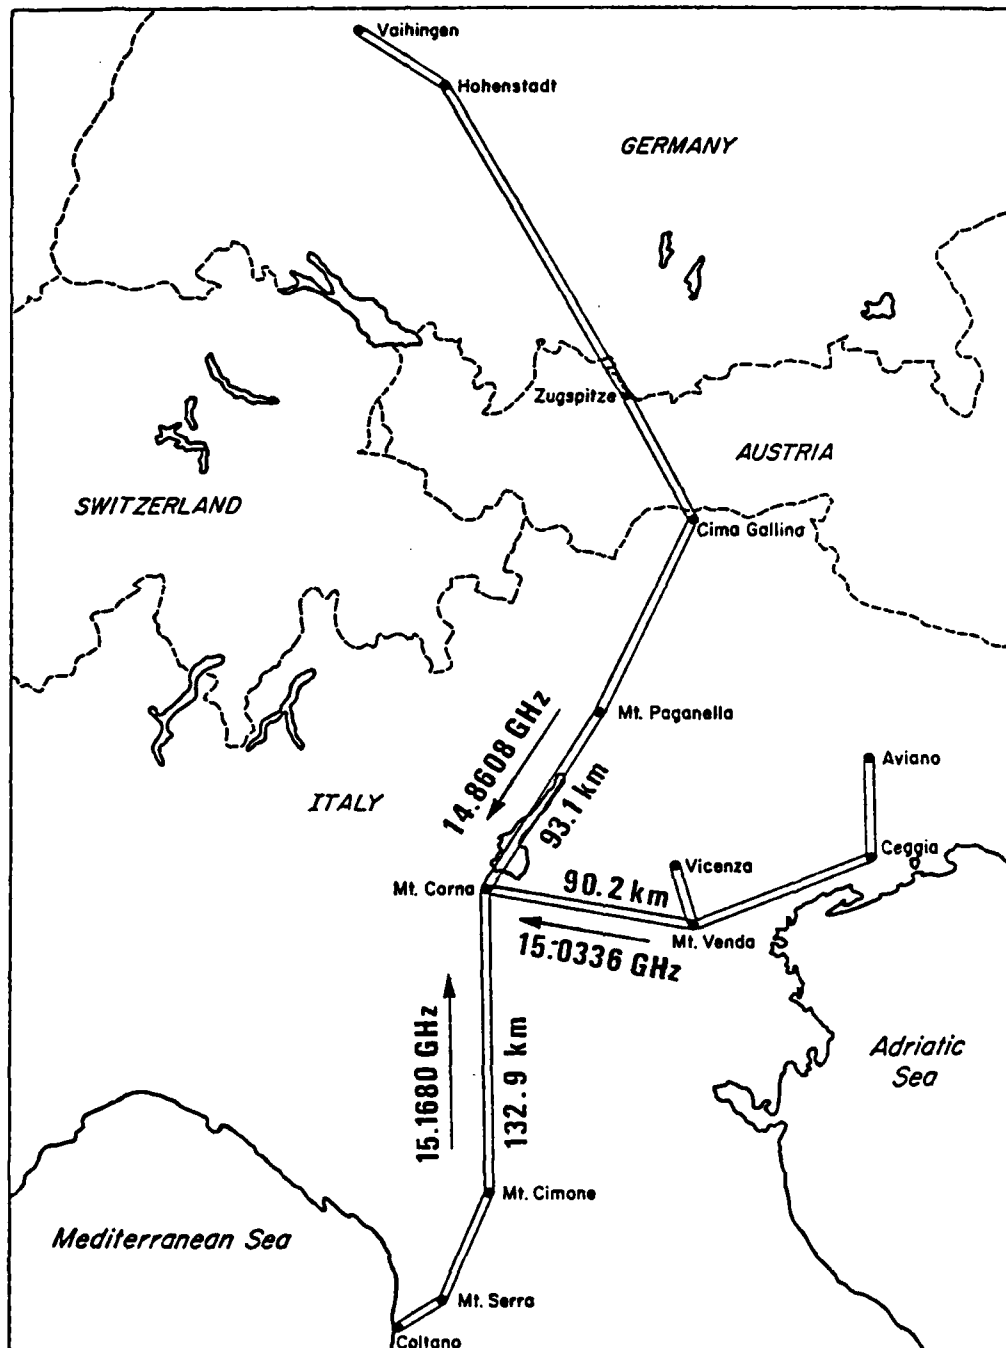 Vaihingen
Hohenstadt
GERMANY
Zugspitze
AUSTRIA
SWITZERLAND
Cima Gallina
Mt. Paganella
14.8608 GHz
93.1 km
Aviano
ITALY
Ceggia
Vicenza
Mt. Corna
90.2 km
Mt. Venda
15.0336 GHz
15.1680 GHz
132.9 km
Adriatic
Sea
Mt. Cimone
Mediterranean Sea
Mt. Serra
Coltano